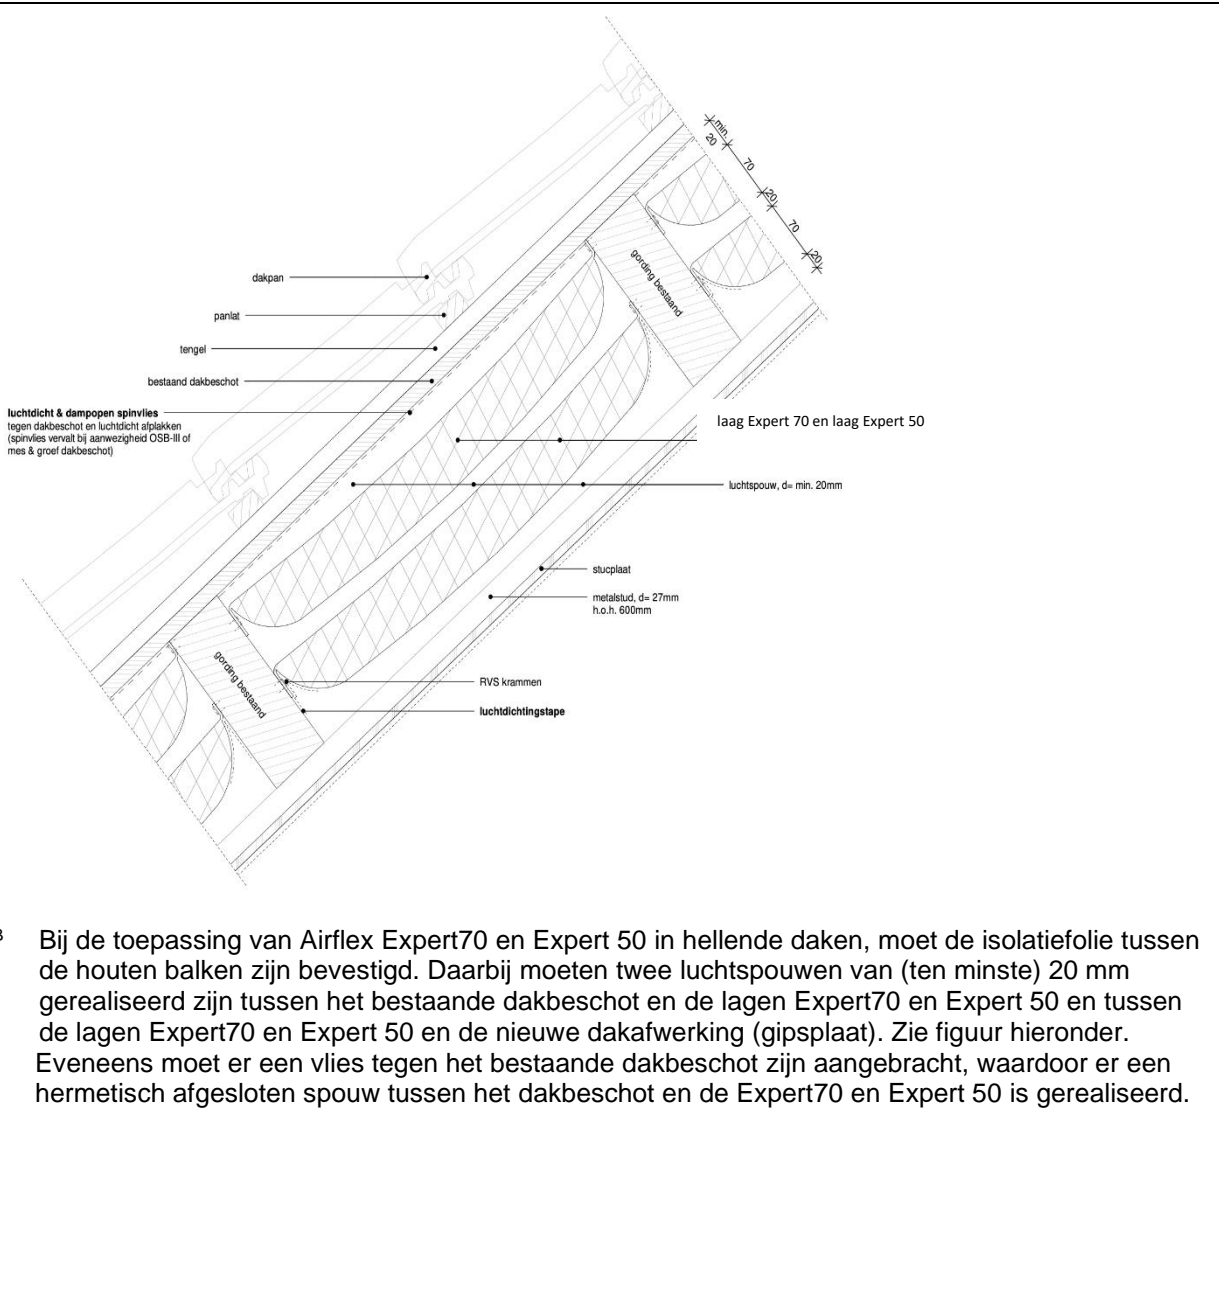 min.
20
70
(20)
70
(20)
gording bestaand
dakpan
panlat
tengel
bestaand dakbeschot
luchtdicht & dampopen spinvlies
tegen dakbeschot en luchtdicht afplakken
(spinvlies vervalt bij aanwezigheid OSB-III of
mes & groef dakbeschot)
laag Expert 70 en laag Expert 50
luchtspouw, d= min. 20mm
stucplaat
metalstud, d= 27mm
h.o.h. 600mm
gording bestaand
RVS krammen
luchtdichtingstape
Bij de toepassing van Airflex Expert70 en Expert 50 in hellende daken, moet de isolatiefolie tussen
de houten balken zijn bevestigd. Daarbij moeten twee luchtspouwen van (ten minste) 20 mm
gerealiseerd zijn tussen het bestaande dakbeschot en de lagen Expert70 en Expert 50 en tussen
de lagen Expert70 en Expert 50 en de nieuwe dakafwerking (gipsplaat). Zie figuur hieronder.
Eveneens moet er een vlies tegen het bestaande dakbeschot zijn aangebracht, waardoor er een
hermetisch afgesloten spouw tussen het dakbeschot en de Expert70 en Expert 50 is gerealiseerd.